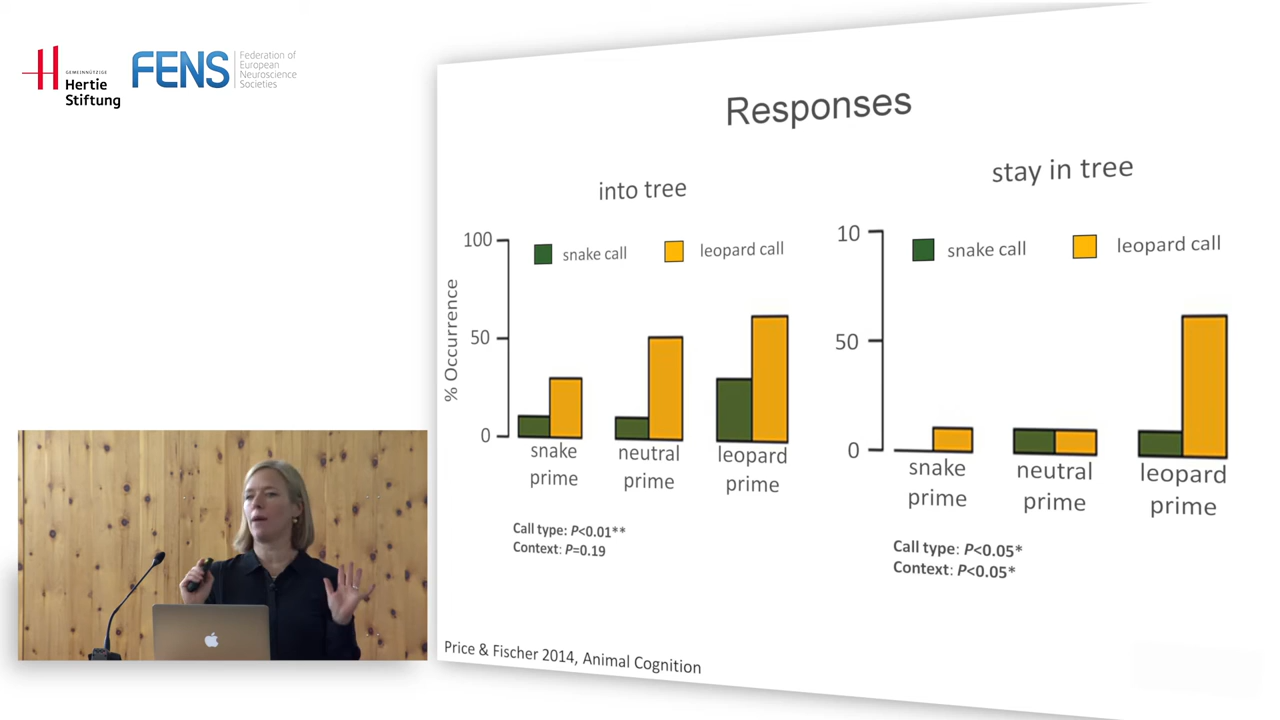 GEMEINNÜTZIGE
Hertie
Stiftung
FENS
Federation of
European
Neuroscience
Societies
Responses
into tree
100
snake call
leopard call
% Occurrence
50
0
snake
prime
neutral
prime
leopard
prime
Call type: P<0.01**
Context: P=0.19
stay in tree
10
snake call
leopard call
50
0
snake
prime
neutral
prime
leopard
prime
Call type: P<0.05*
Context: P<0.05*
Price & Fischer 2014, Animal Cognition